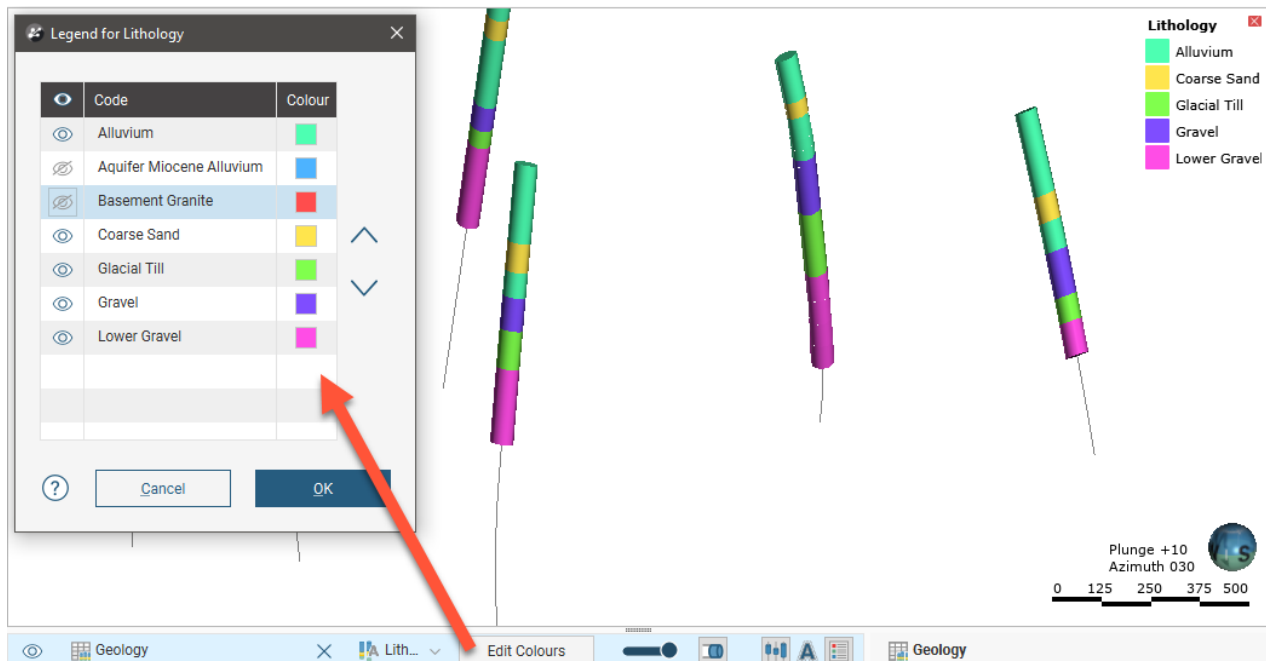 Legend for Lithology
Code Colour
Alluvium
Aquifer Miocene Alluvium
Basement Granite
Coarse Sand
Glacial Till
Gravel
Lower Gravel
? Cancel OK
Lithology
Alluvium
Coarse Sand
Glacial Till
Gravel
Lower Gravel
S
Plunge +10
Azimuth 030
0 125 250 375 500
Geology Lith... Edit Colours A Geology